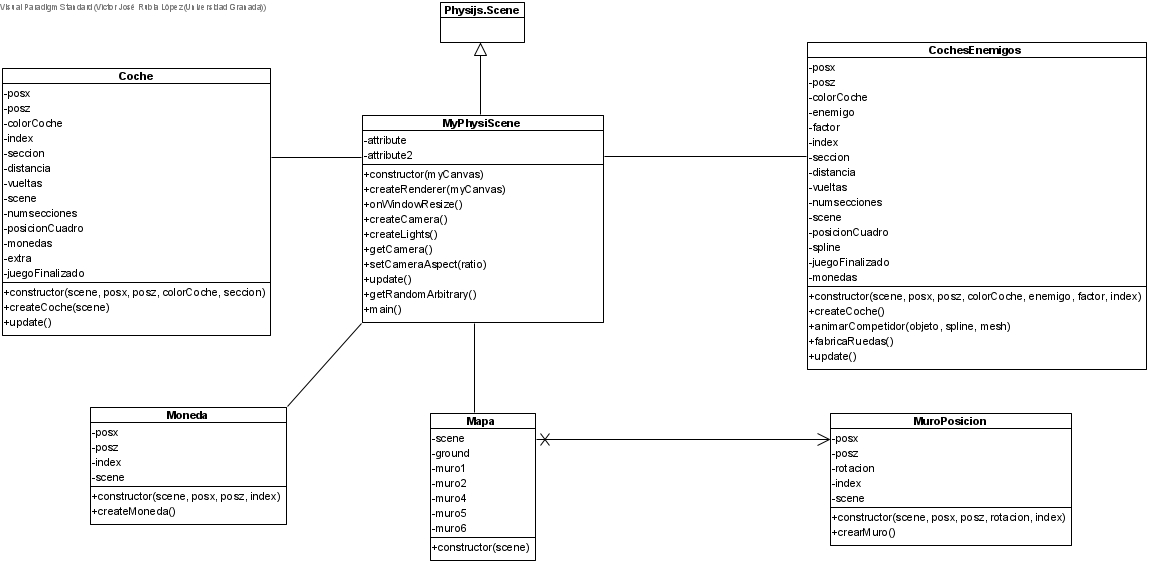 Visual Paradigm Standard(Víctor José Rubia López(Universidad Granada))
Physijs.Scene
Coche
-posx
-posz
-colorCoche
-index
-seccion
-distancia
-vueltas
-scene
-numsecciones
-posicionCuadro
-monedas
-extra
-juegoFinalizado
+constructor(scene, posx, posz, colorCoche, seccion)
+createCoche(scene)
+update()
MyPhysiScene
-attribute
-attribute2
+constructor(myCanvas)
+createRenderer(myCanvas)
+onWindowResize()
+createCamera()
+createLights()
+getCamera()
+setCameraAspect(ratio)
+update()
+getRandomArbitrary()
+main()
CochesEnemigos
-posx
-posz
-colorCoche
-enemigo
-factor
-index
-seccion
-distancia
-vueltas
-numsecciones
-scene
-posicionCuadro
-spline
-juegoFinalizado
-monedas
+constructor(scene, posx, posz, colorCoche, enemigo, factor, index)
+createCoche()
+animarCompetidor(objeto, spline, mesh)
+fabricaRuedas()
+update()
Moneda
-posx
-posz
-index
-scene
+constructor(scene, posx, posz, index)
+createMoneda()
Mapa
-scene
-ground
-muro1
-muro2
-muro4
-muro5
-muro6
+constructor(scene)
MuroPosicion
-posx
-posz
-rotacion
-index
-scene
+constructor(scene, posx, posz, rotacion, index)
+crearMuro()